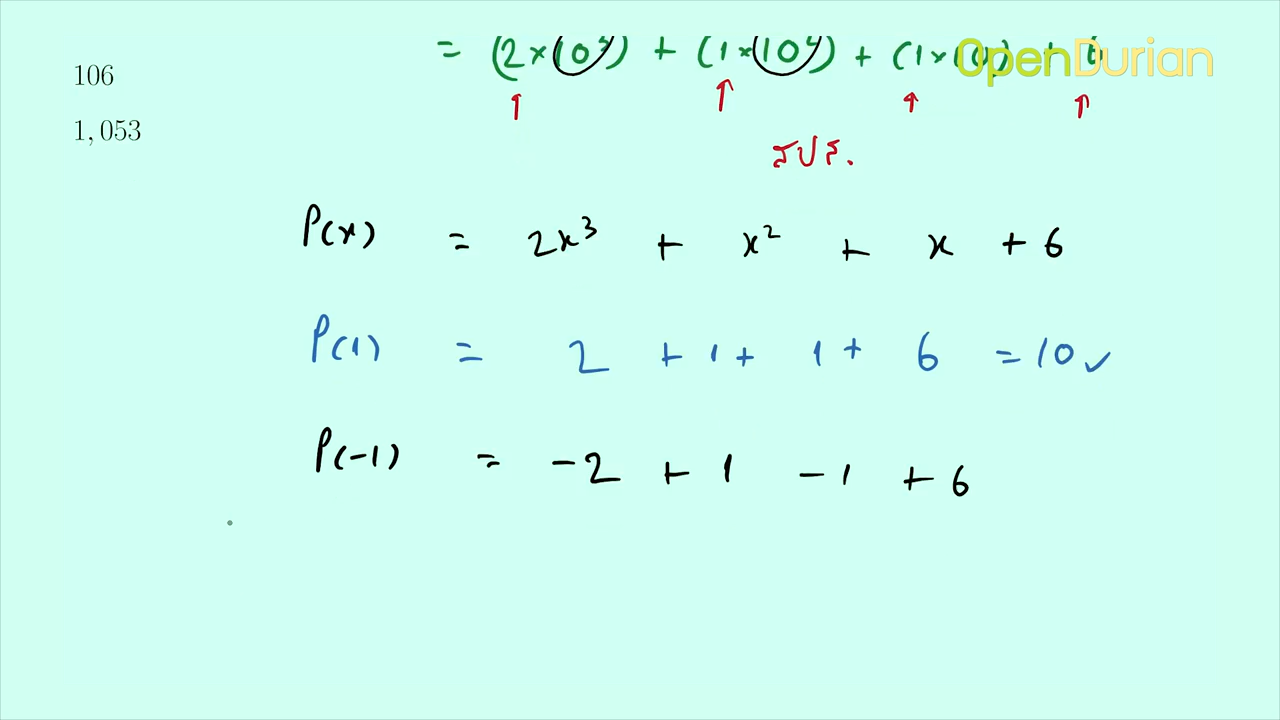 = (2×10³) + (1×10²) + (1×10) + 6
OpenDurian
106
1, 053
สปส.
P(x) = 2x³ + x² + x + 6
P(1) = 2 + 1 + 1 + 6 = 10 ✓
P(-1) = -2 + 1 - 1 + 6